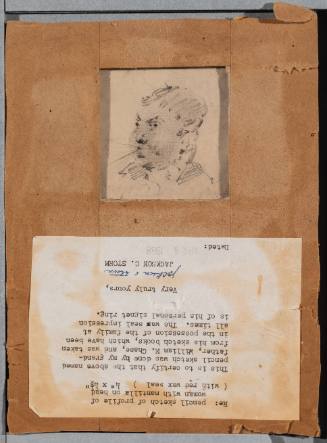 Re: pencil sketch of profile of
woman with mantilla on head
( with red wax seal ) 4" x 4¾"
This is to certify that the above named
pencil sketch was done by my grand-
father, William M. Chase, and was taken
from his sketch books, which have been
in the possession of the family at
all times. The wax seal impression
is of his personal signet ring.
Very truly yours,
JACKSON C. STORM
Dated: